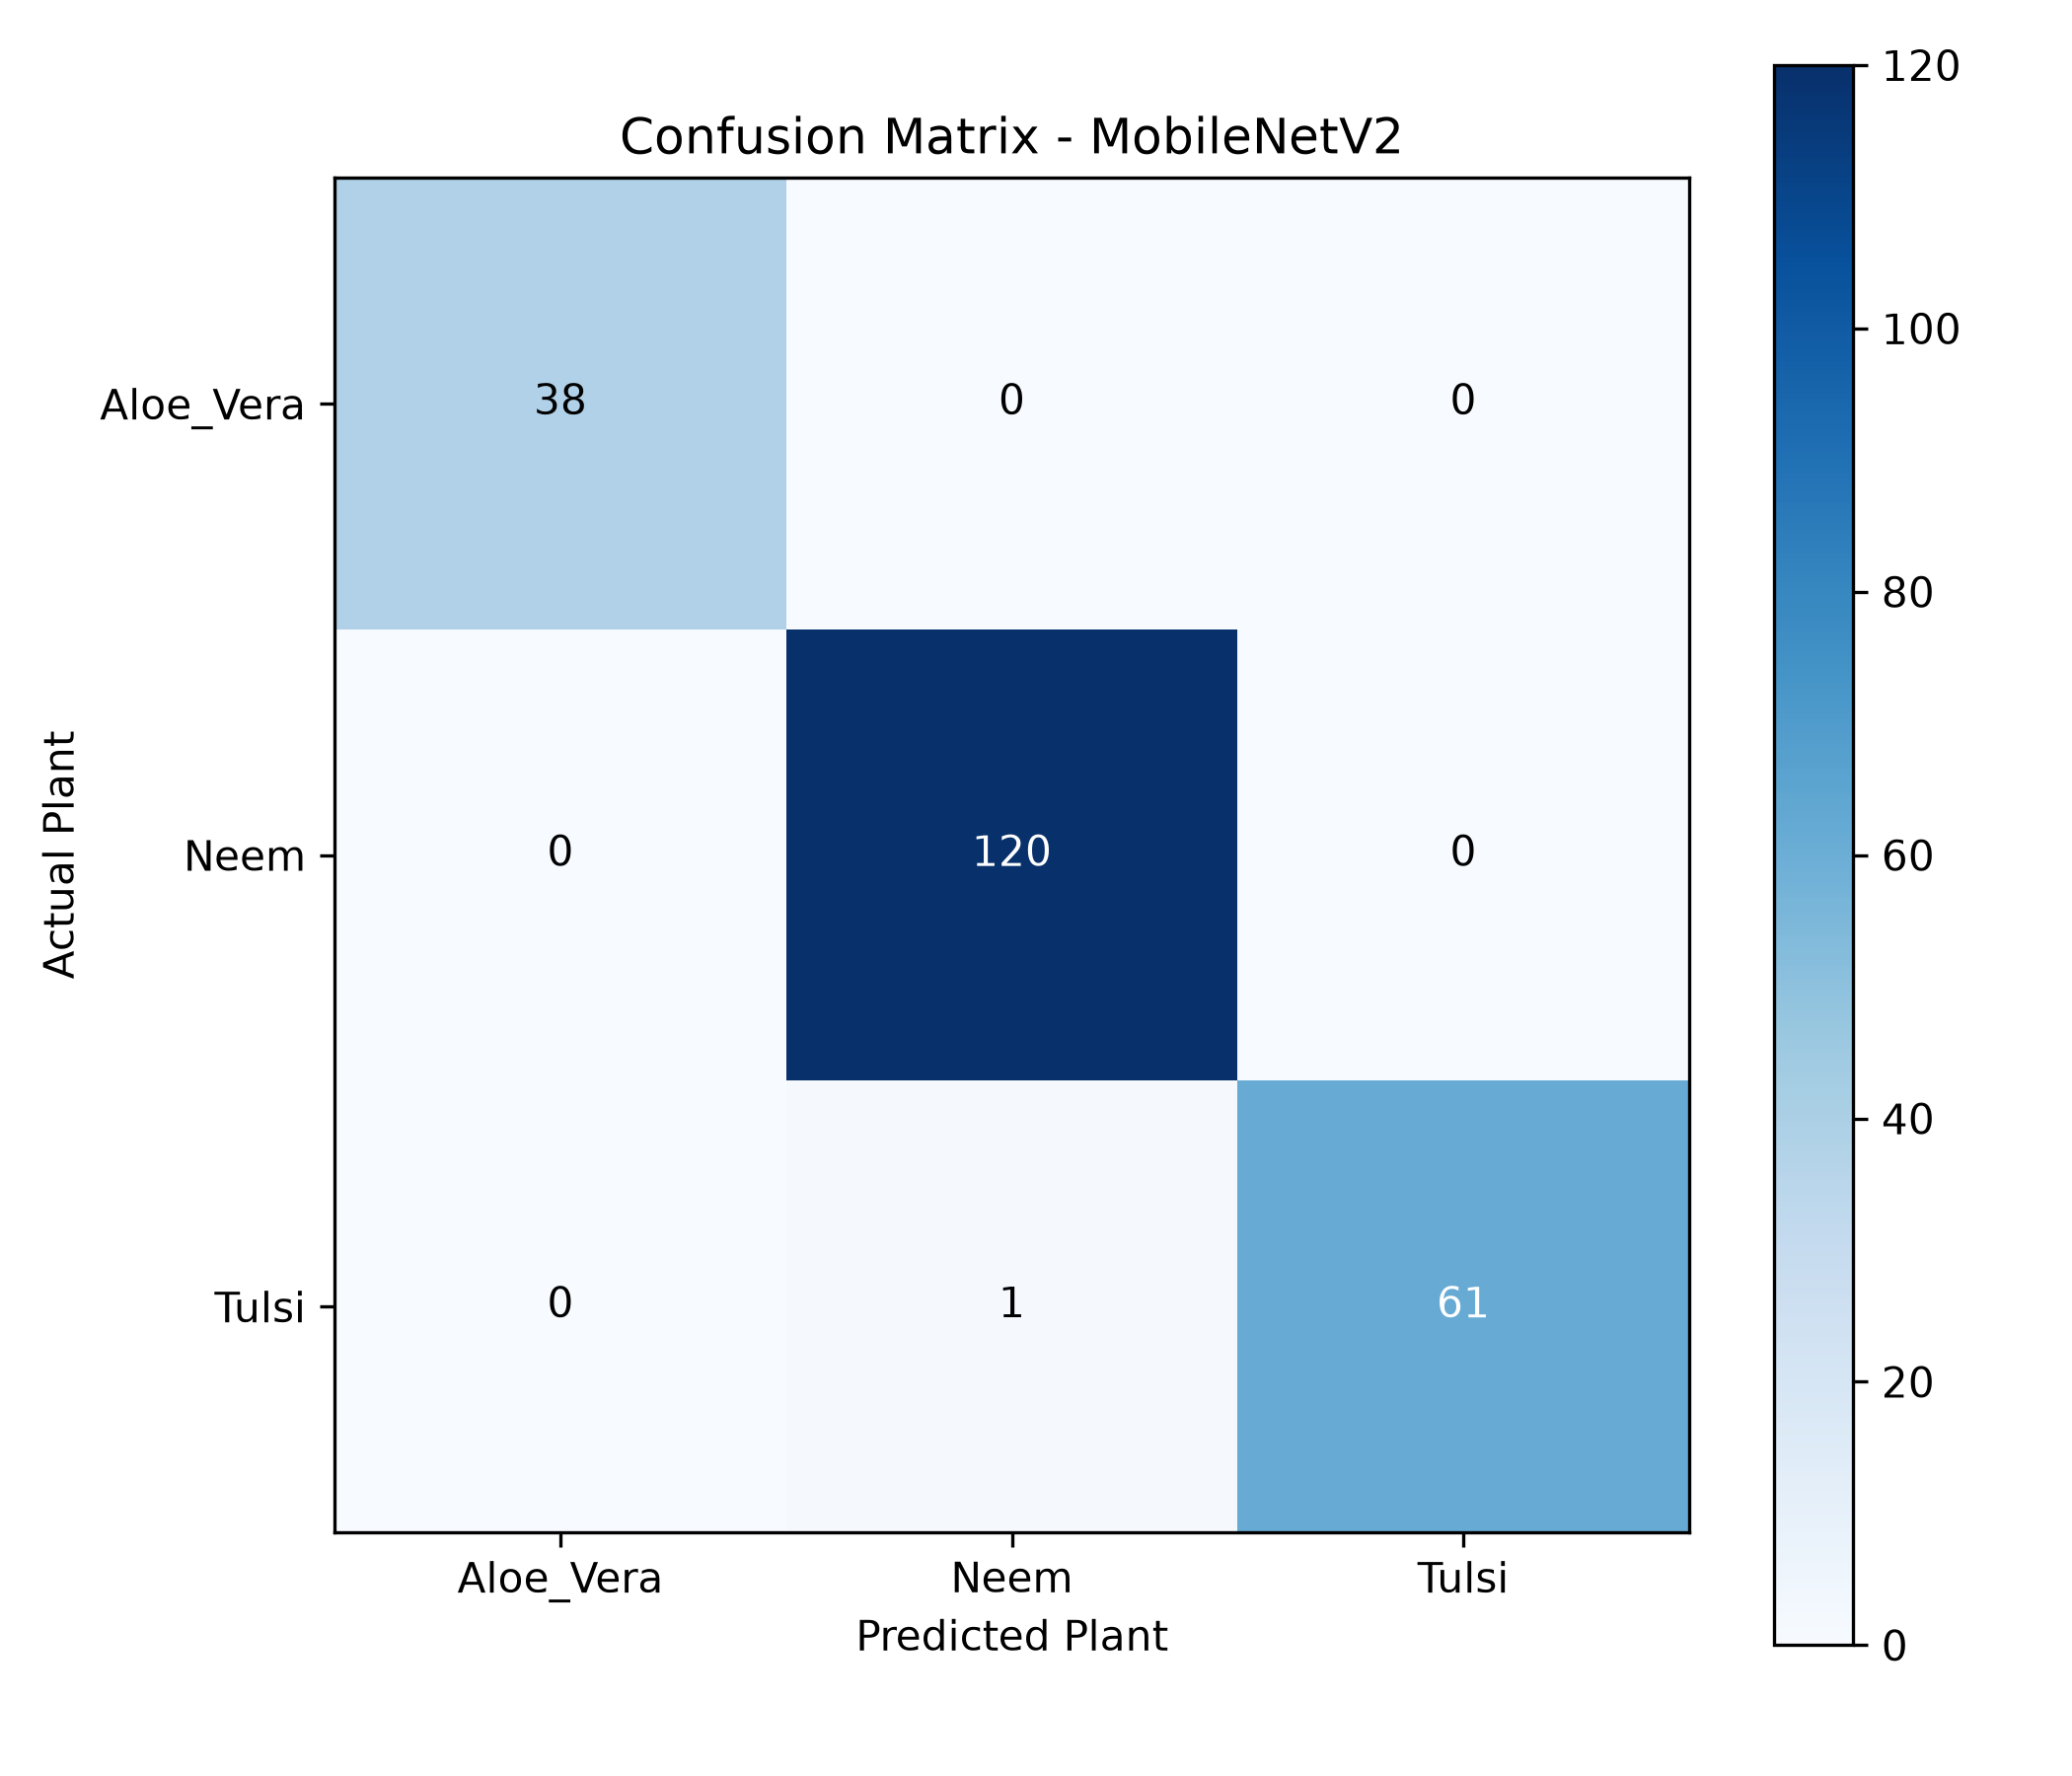 Confusion Matrix - MobileNetV2
Actual Plant
Aloe_Vera 38 0 0
Neem 0 120 0
Tulsi 0 1 61
Aloe_Vera Neem Tulsi
Predicted Plant
120
100
80
60
40
20
0